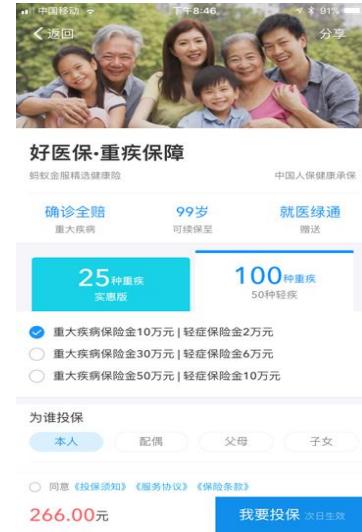 中国移动 下午8:46 91%
返回 分享
好医保·重疾保障
蚂蚁金服精选健康险 中国人保健康承保
确诊全赔 99岁 就医绿通
重大疾病 可续保至 赠送
25种重疾 100种重疾
实惠版 50种轻疾
重大疾病保险金10万元|轻症保险金2万元
重大疾病保险金30万元|轻症保险金6万元
重大疾病保险金50万元|轻症保险金10万元
为谁投保
本人 配偶 父母 子女
同意《投保须知》《服务协议》《保险条款》
266.00元 我要投保 次日生效